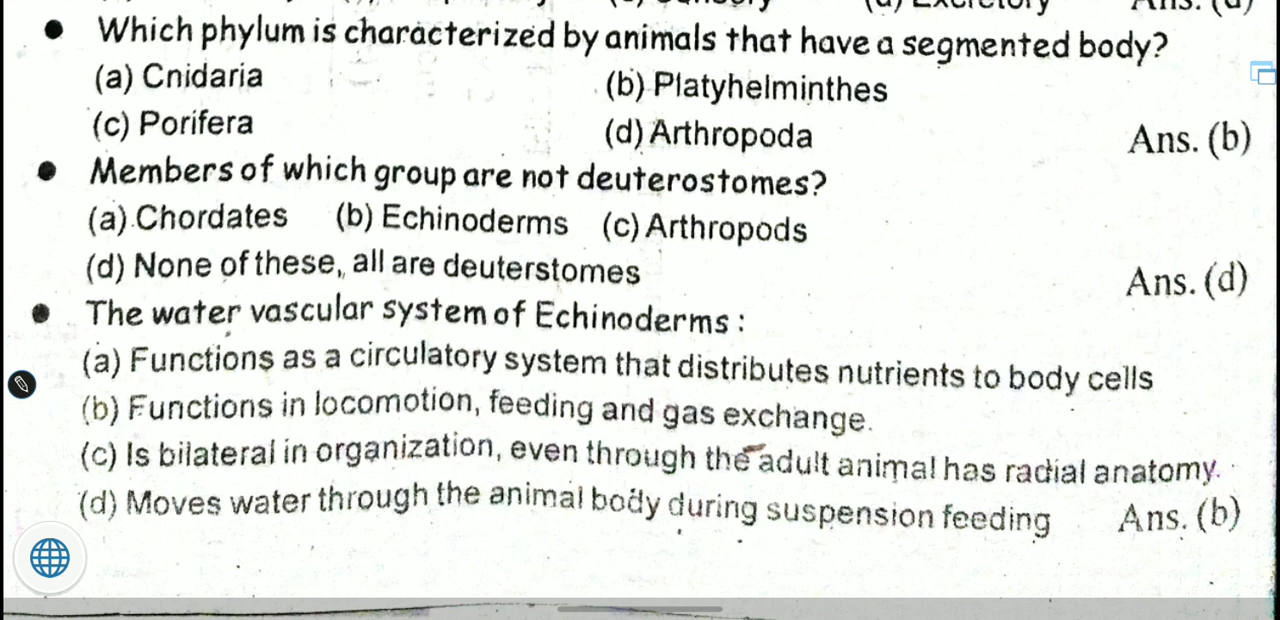 Ans. (d)
• Which phylum is characterized by animals that have a segmented body?
(a) Cnidaria (b) Platyhelminthes
(c) Porifera (d) Arthropoda Ans. (b)
• Members of which group are not deuterostomes?
(a) Chordates (b) Echinoderms (c) Arthropods
(d) None of these, all are deuterstomes Ans. (d)
• The water vascular system of Echinoderms :
(a) Functions as a circulatory system that distributes nutrients to body cells
(b) Functions in locomotion, feeding and gas exchange.
(c) Is bilateral in organization, even through the adult animal has radial anatomy.
(d) Moves water through the animal body during suspension feeding Ans. (b)